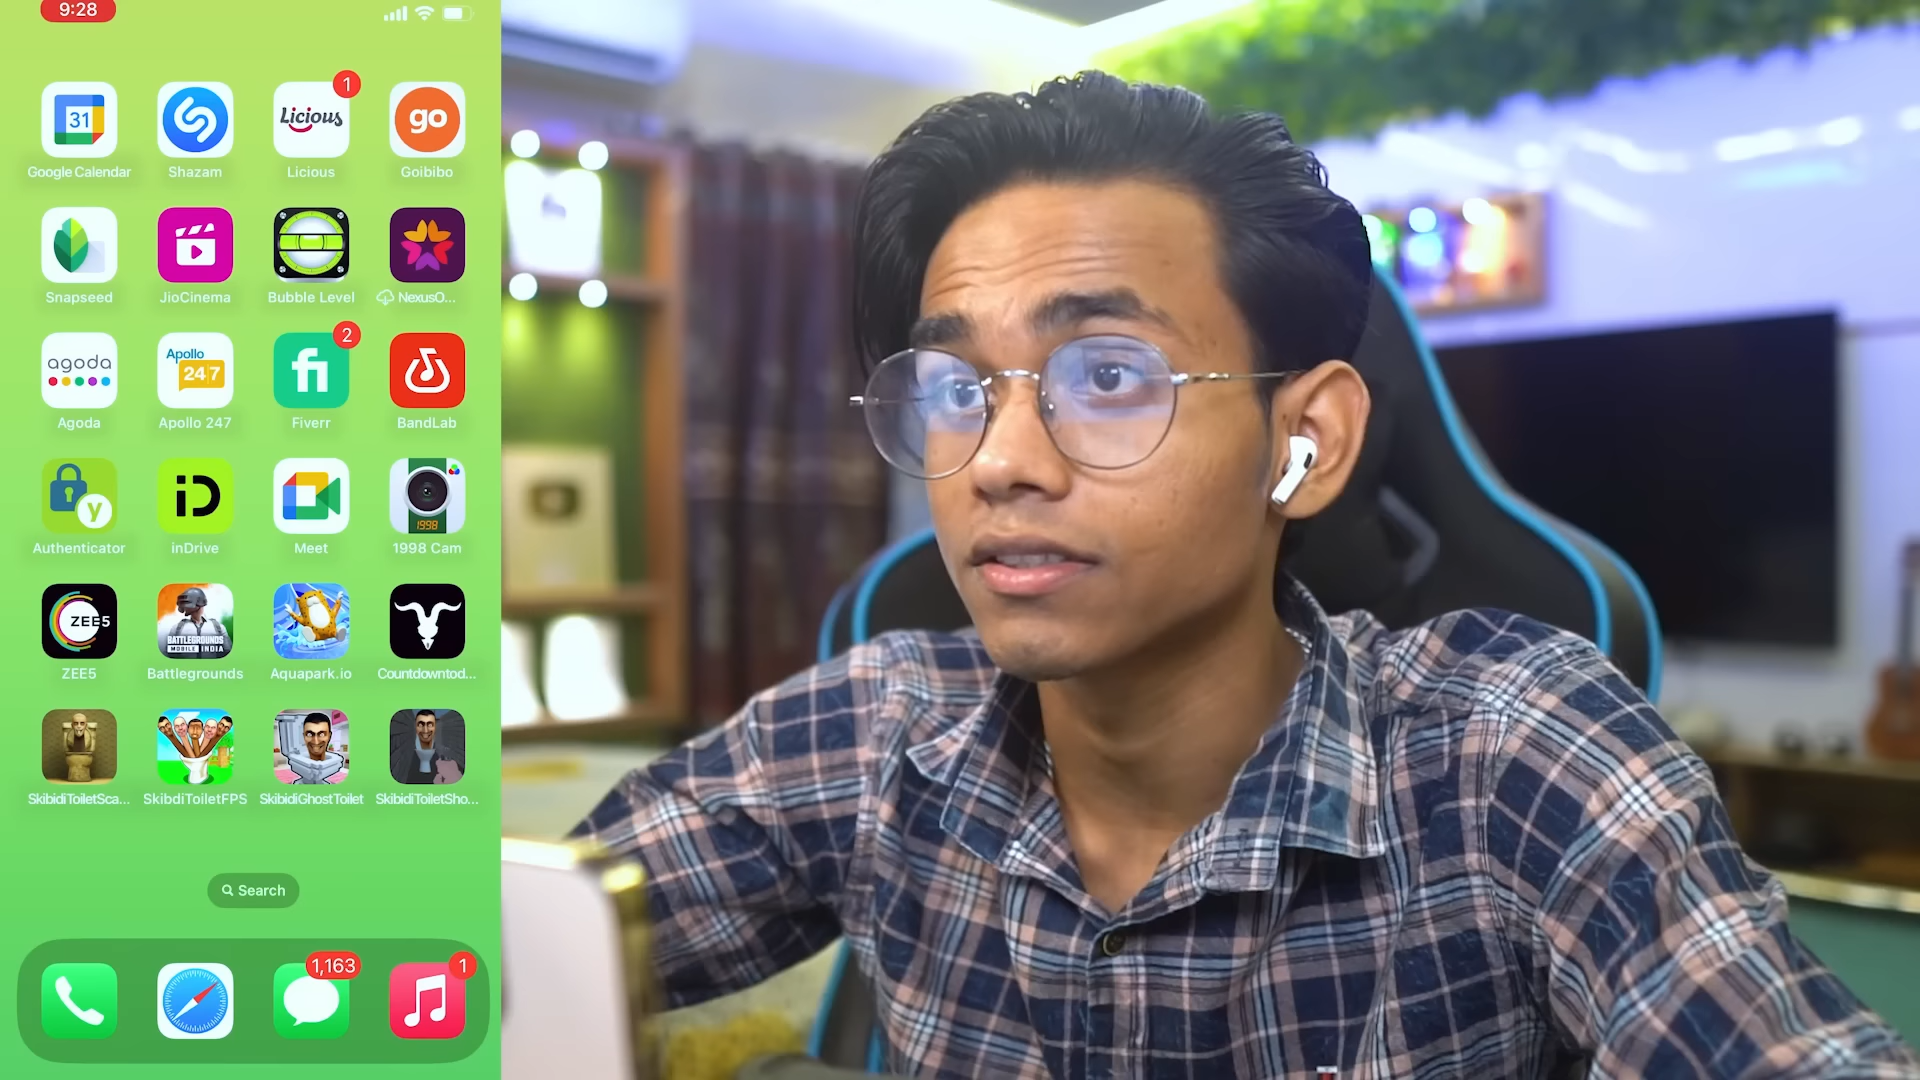 9:28
31
Licious
1
go
Google Calendar
Shazam
Licious
Goibibo
Snapseed
JioCinema
Bubble Level
NexusO...
agoda
Apollo
24|7
fi
2
Agoda
Apollo 247
Fiverr
BandLab
y
iD
1998
Authenticator
inDrive
Meet
1998 Cam
ZEE5
BATTLEGROUNDS
MOBILE INDIA
ZEE5
Battlegrounds
Aquapark.io
Countdowntod...
SkibidiToiletSca...
SkibdiToiletFPS
SkibidiGhostToilet
SkibidiToiletSho...
Search
1,163
1